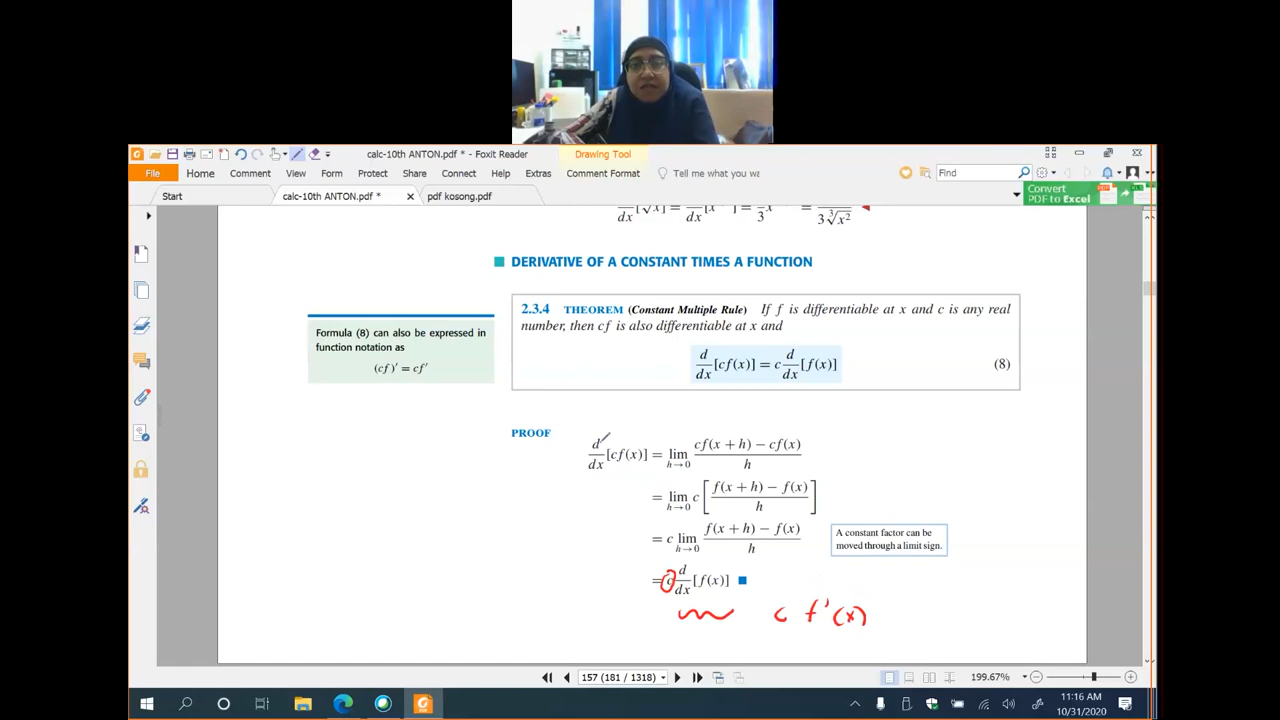 calc-10th ANTON.pdf * - Foxit Reader
Drawing Tool
File Home Comment View Form Protect Share Connect Help Extras Comment Format Tell me what you wa Find
Start calc-10th ANTON.pdf * pdf kosong.pdf
Convert
PDF to Excel
DERIVATIVE OF A CONSTANT TIMES A FUNCTION
2.3.4 THEOREM (Constant Multiple Rule) If f is differentiable at x and c is any real
number, then cf is also differentiable at x and
d/dx[cf(x)] = c d/dx[f(x)] (8)
Formula (8) can also be expressed in
function notation as
(cf)′ = cf′
PROOF
d/dx[cf(x)] = lim h→0 cf(x + h) − cf(x)/h
= lim h→0 c [f(x + h) − f(x)/h]
= c lim h→0 f(x + h) − f(x)/h
A constant factor can be
moved through a limit sign.
= c d/dx[f(x)] ■
c f'(x)
157 (181 / 1318)
199.67%
11:16 AM
10/31/2020